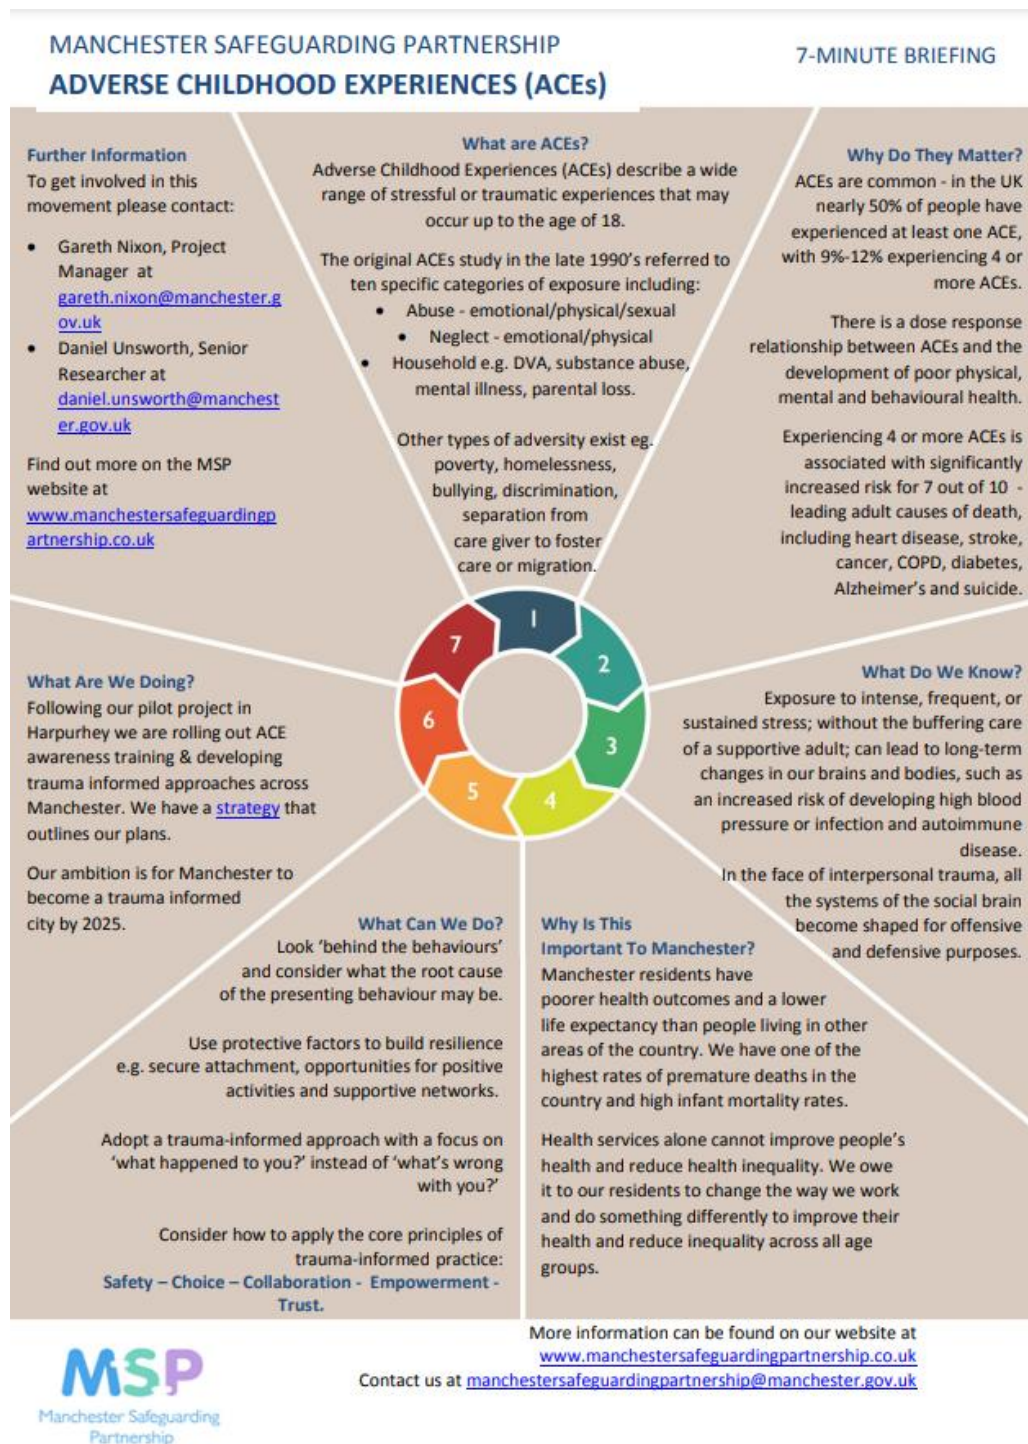 MANCHESTER SAFEGUARDING PARTNERSHIP
ADVERSE CHILDHOOD EXPERIENCES (ACEs)
7-MINUTE BRIEFING
What are ACEs?
Adverse Childhood Experiences (ACEs) describe a wide
range of stressful or traumatic experiences that may
occur up to the age of 18.
The original ACEs study in the late 1990's referred to
ten specific categories of exposure including:
• Abuse - emotional/physical/sexual
• Neglect - emotional/physical
• Household e.g. DVA, substance abuse,
mental illness, parental loss.
Other types of adversity exist eg.
poverty, homelessness,
bullying, discrimination,
separation from
care giver to foster
care or migration.
Why Do They Matter?
ACEs are common - in the UK
nearly 50% of people have
experienced at least one ACE,
with 9%-12% experiencing 4 or
more ACEs.
There is a dose response
relationship between ACEs and the
development of poor physical,
mental and behavioural health.
Experiencing 4 or more ACEs is
associated with significantly
increased risk for 7 out of 10 -
leading adult causes of death,
including heart disease, stroke,
cancer, COPD, diabetes,
Alzheimer's and suicide.
What Do We Know?
Exposure to intense, frequent, or
sustained stress; without the buffering care
of a supportive adult; can lead to long-term
changes in our brains and bodies, such as
an increased risk of developing high blood
pressure or infection and autoimmune
disease.
In the face of interpersonal trauma, all
the systems of the social brain
become shaped for offensive
and defensive purposes.
Why Is This
Important To Manchester?
Manchester residents have
poorer health outcomes and a lower
life expectancy than people living in other
areas of the country. We have one of the
highest rates of premature deaths in the
country and high infant mortality rates.
Health services alone cannot improve people's
health and reduce health inequality. We owe
it to our residents to change the way we work
and do something differently to improve their
health and reduce inequality across all age
groups.
What Can We Do?
Look 'behind the behaviours'
and consider what the root cause
of the presenting behaviour may be.
Use protective factors to build resilience
e.g. secure attachment, opportunities for positive
activities and supportive networks.
Adopt a trauma-informed approach with a focus on
'what happened to you?' instead of 'what's wrong
with you?'
Consider how to apply the core principles of
trauma-informed practice:
Safety – Choice – Collaboration - Empowerment -
Trust.
What Are We Doing?
Following our pilot project in
Harpurhey we are rolling out ACE
awareness training & developing
trauma informed approaches across
Manchester. We have a strategy that
outlines our plans.
Our ambition is for Manchester to
become a trauma informed
city by 2025.
Further Information
To get involved in this
movement please contact:
• Gareth Nixon, Project
Manager at
gareth.nixon@manchester.g
ov.uk
• Daniel Unsworth, Senior
Researcher at
daniel.unsworth@manchest
er.gov.uk
Find out more on the MSP
website at
www.manchestersafeguardingp
artnership.co.uk
1
2
3
4
5
6
7
MSP
Manchester Safeguarding
Partnership
More information can be found on our website at
www.manchestersafeguardingpartnership.co.uk
Contact us at manchestersafeguardingpartnership@manchester.gov.uk